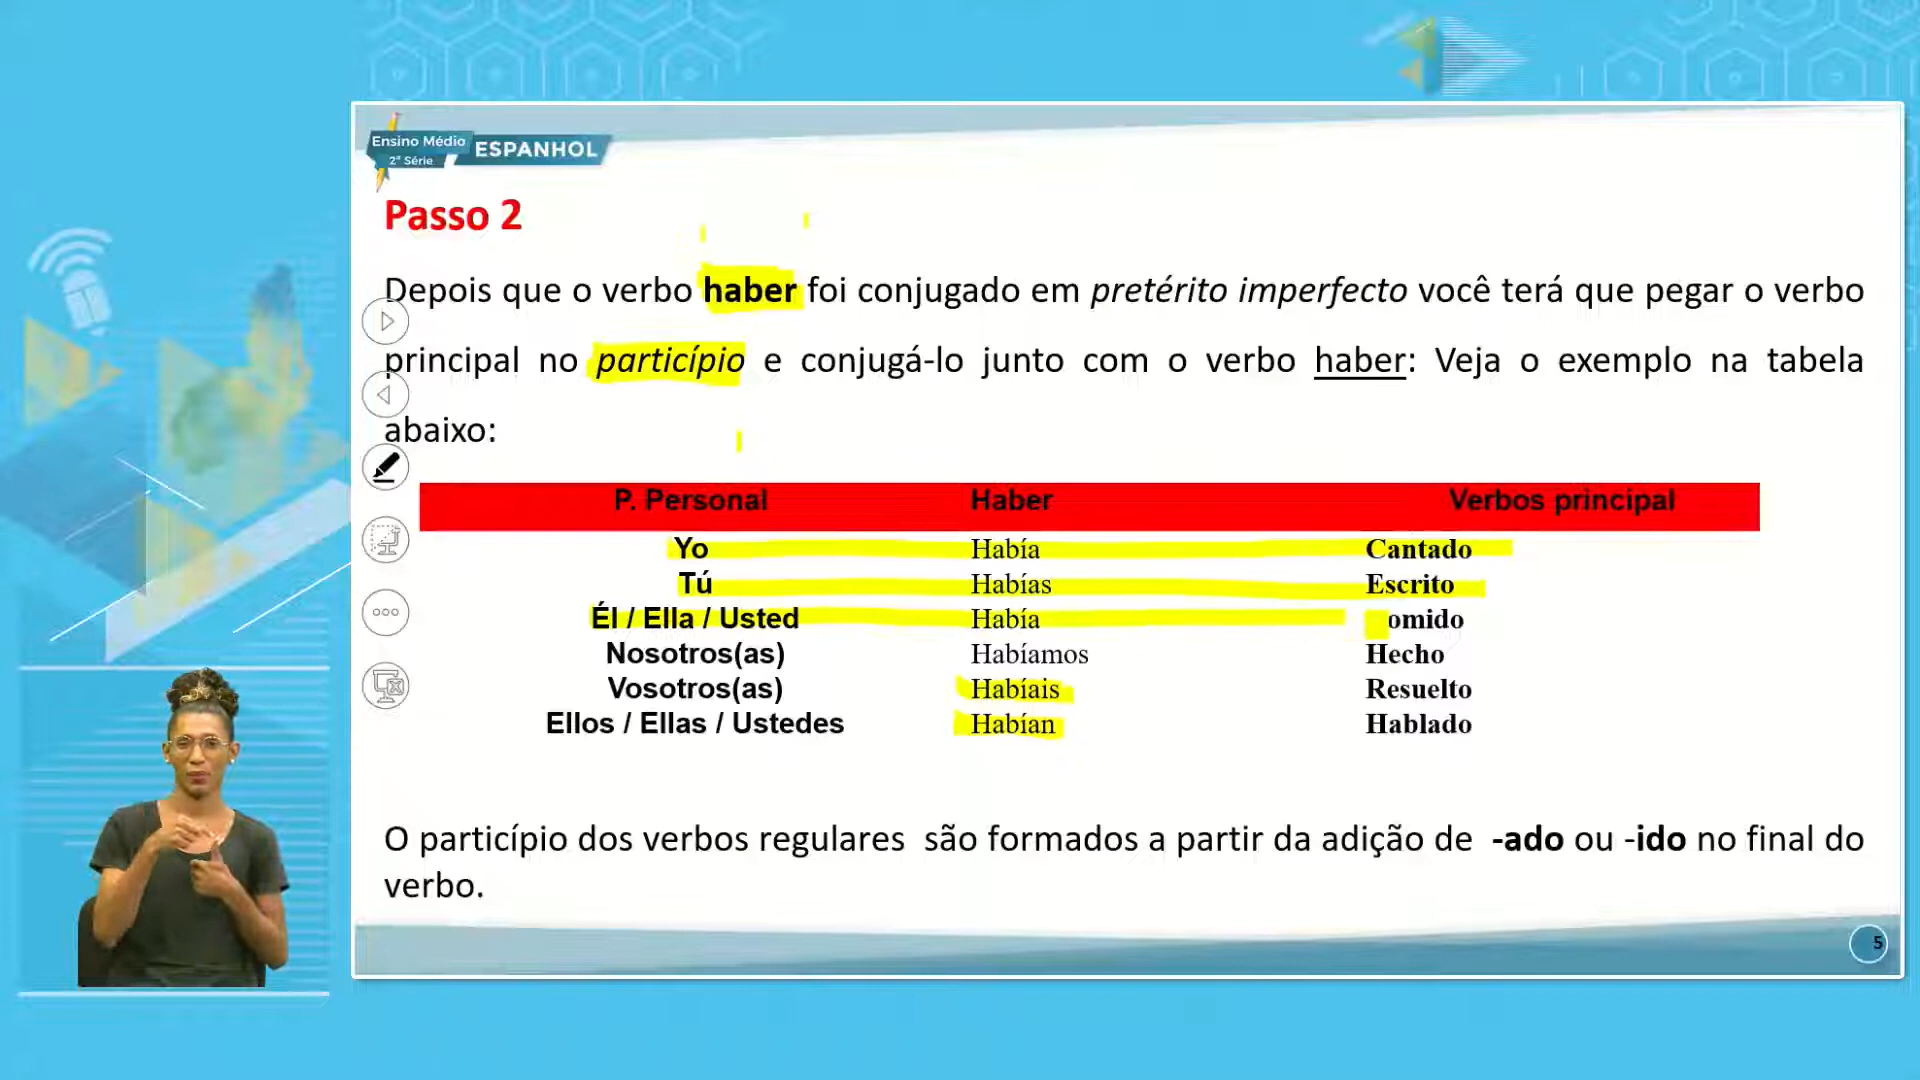 Ensino Médio
2ª Série
ESPANHOL
Passo 2
Depois que o verbo haber foi conjugado em pretérito imperfecto você terá que pegar o verbo
principal no particípio e conjugá-lo junto com o verbo haber: Veja o exemplo na tabela
abaixo:
P. Personal Haber Verbos principal
Yo Había Cantado
Tú Habías Escrito
Él / Ella / Usted Había omido
Nosotros(as) Habíamos Hecho
Vosotros(as) Habíais Resuelto
Ellos / Ellas / Ustedes Habían Hablado
O particípio dos verbos regulares são formados a partir da adição de -ado ou -ido no final do
verbo.
5